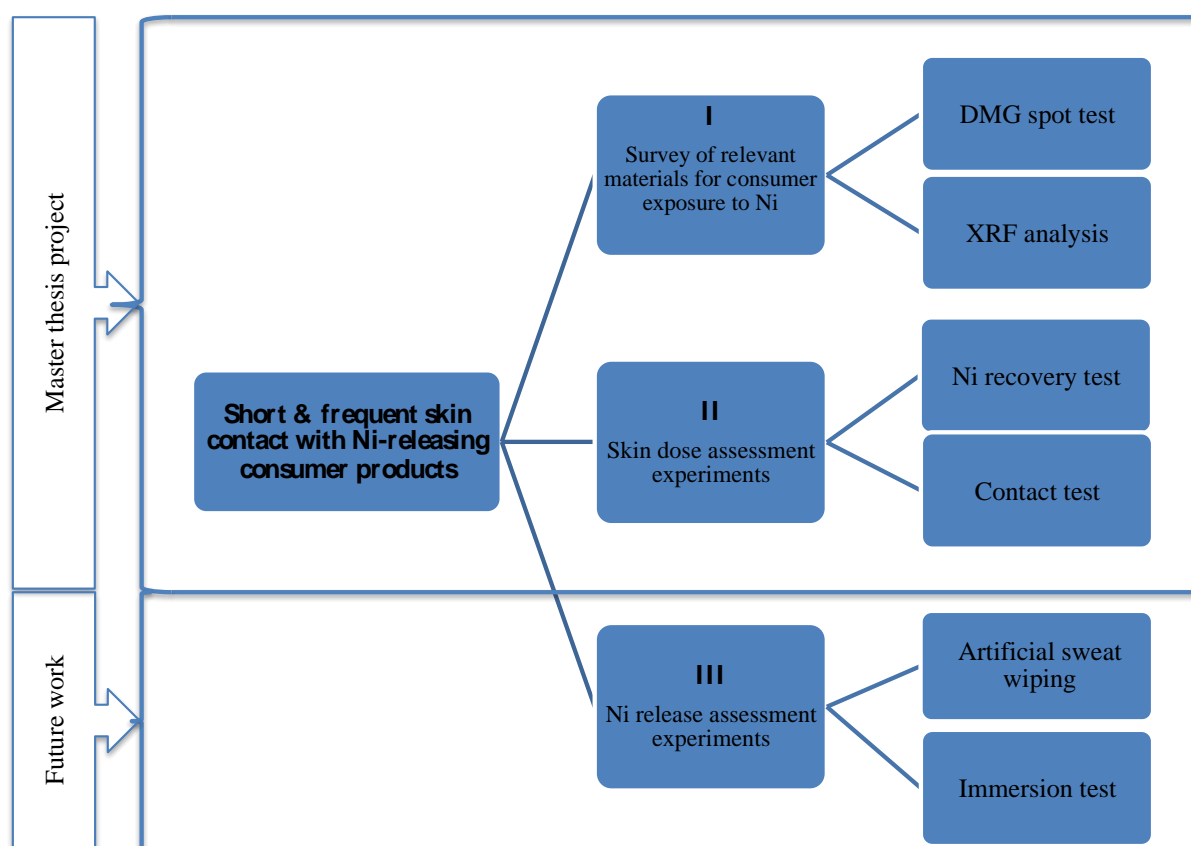 Master thesis project
Future work
Short & frequent skin
contact with Ni-releasing
consumer products
I
Survey of relevant
materials for consumer
exposure to Ni
DMG spot test
XRF analysis
II
Skin dose assessment
experiments
Ni recovery test
Contact test
III
Ni release assessment
experiments
Artificial sweat
wiping
Immersion test